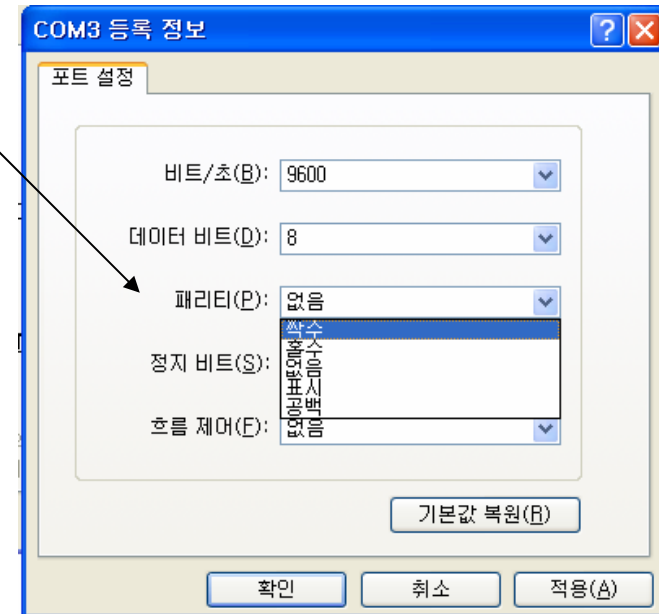 COM3 등록 정보
포트 설정
비트/초(B): 9600
데이터 비트(D): 8
패리티(P): 없음
짝수
홀수
없음
표시
공백
정지 비트(S):
흐름 제어(F): 없음
기본값 복원(R)
확인 취소 적용(A)